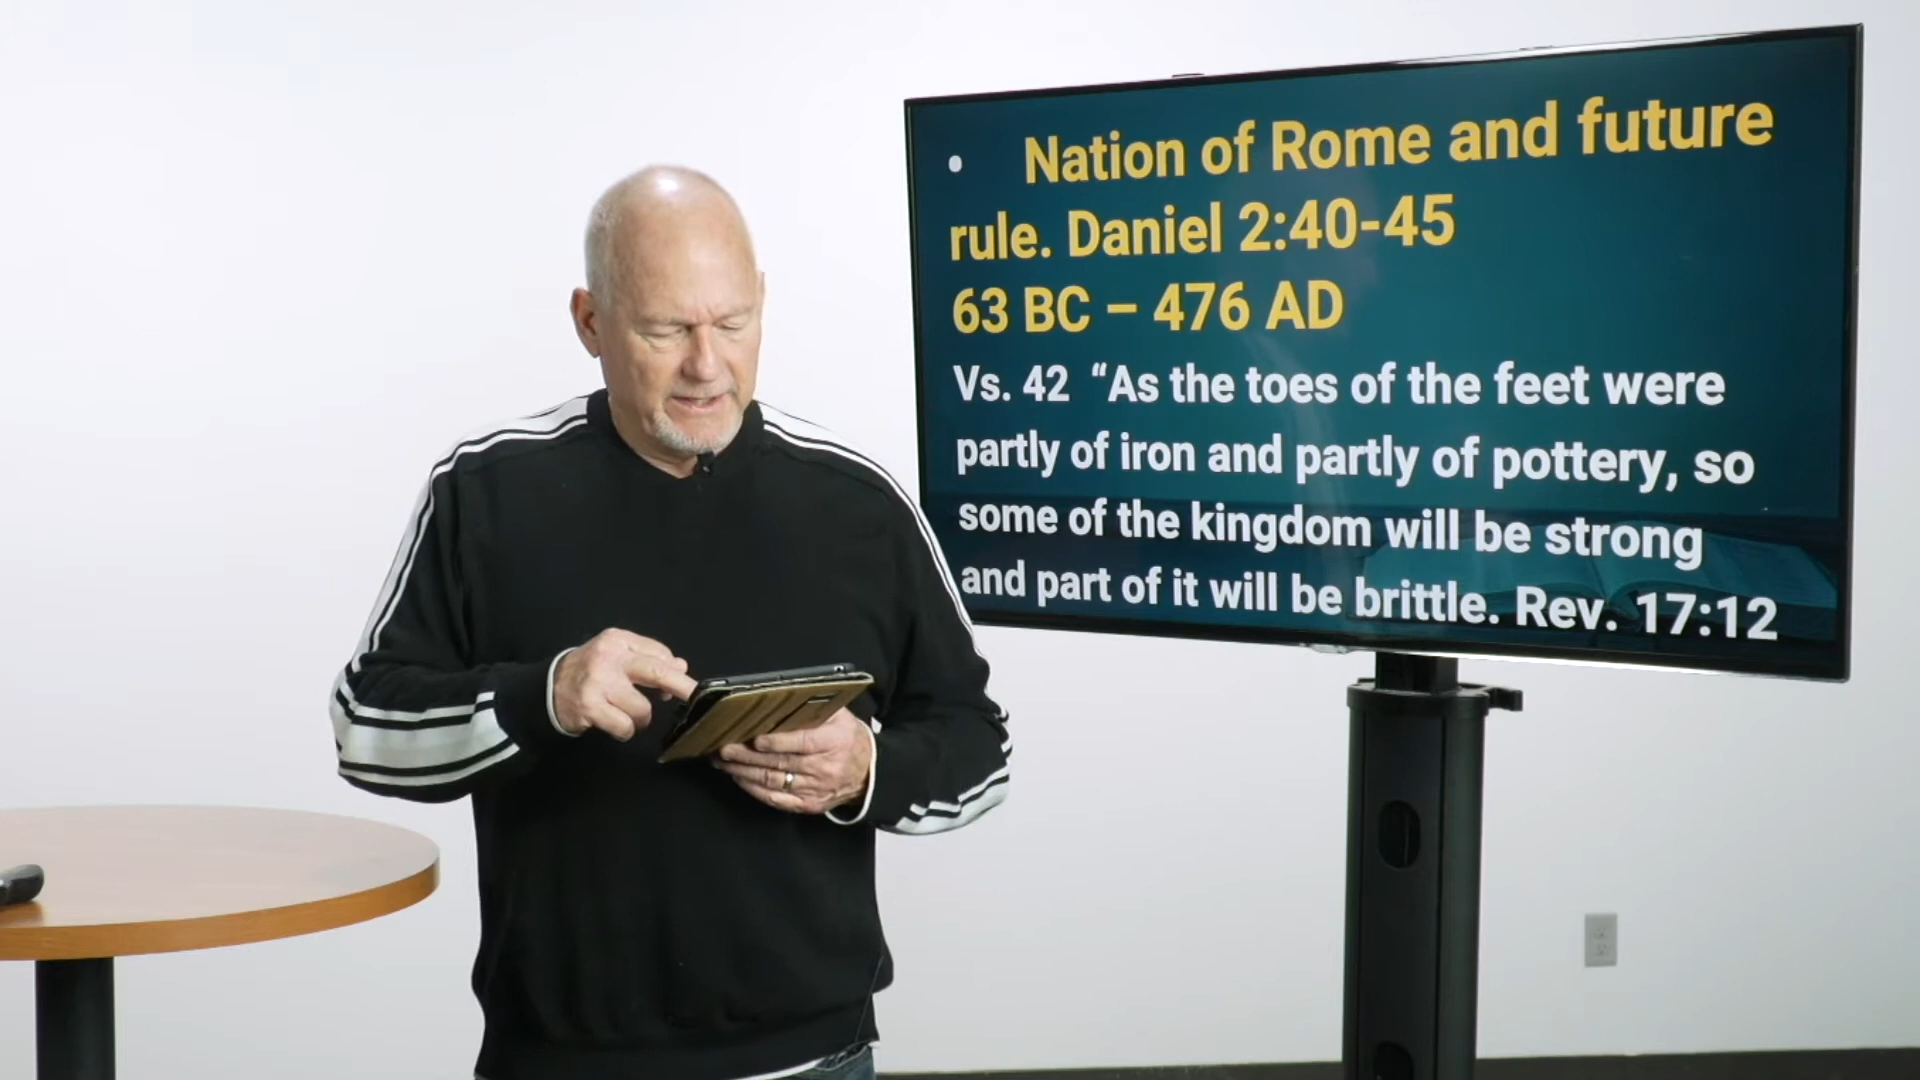 • Nation of Rome and future
rule. Daniel 2:40-45
63 BC – 476 AD
Vs. 42 “As the toes of the feet were
partly of iron and partly of pottery, so
some of the kingdom will be strong
and part of it will be brittle. Rev. 17:12